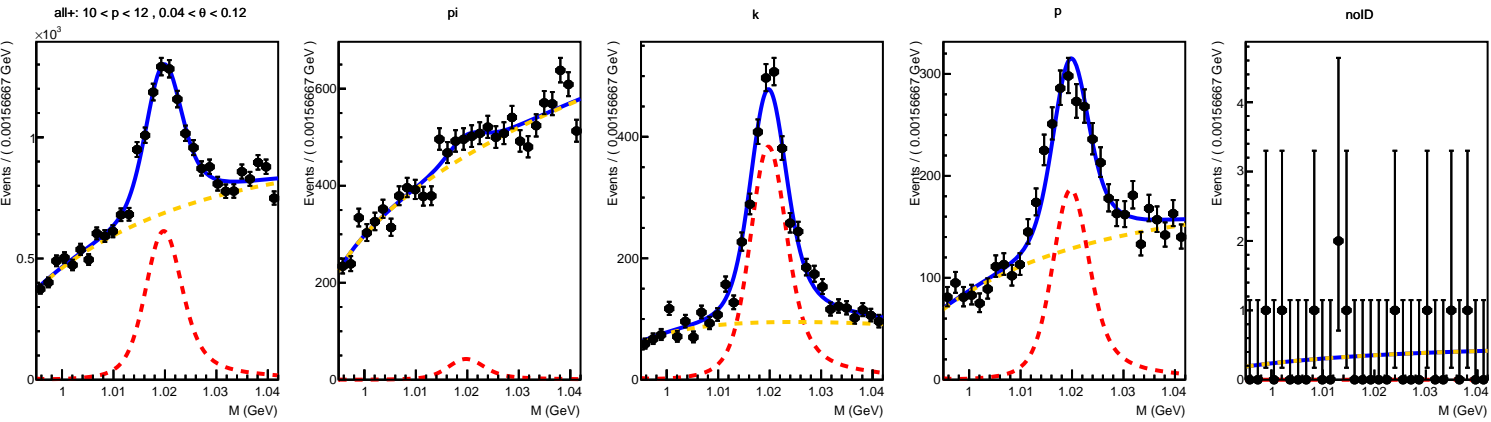 all+: 10 < p < 12 , 0.04 < θ < 0.12
×10³
Events / ( 0.00156667 GeV )
1
0.5
0
1 1.01 1.02 1.03 1.04
M (GeV)
pi
Events / ( 0.00156667 GeV )
600
400
200
0
1 1.01 1.02 1.03 1.04
M (GeV)
k
Events / ( 0.00156667 GeV )
400
200
0
1 1.01 1.02 1.03 1.04
M (GeV)
p
Events / ( 0.00156667 GeV )
300
200
100
0
1 1.01 1.02 1.03 1.04
M (GeV)
noID
Events / ( 0.00156667 GeV )
4
3
2
1
0
1 1.01 1.02 1.03 1.04
M (GeV)